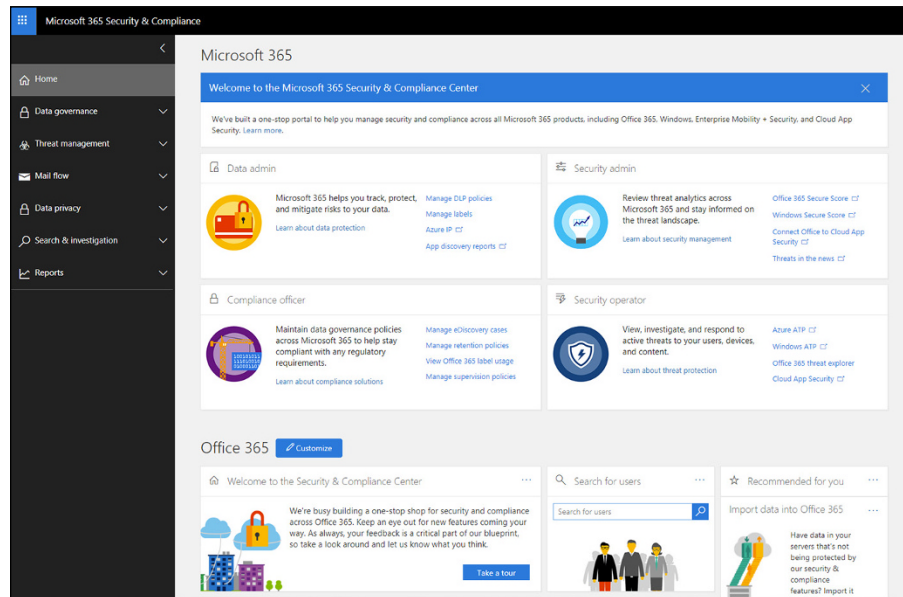 Microsoft 365 Security & Compliance
Home
Data governance
Threat management
Mail flow
Data privacy
Search & investigation
Reports
Microsoft 365
Welcome to the Microsoft 365 Security & Compliance Center
We've built a one-stop portal to help you manage security and compliance across all Microsoft 365 products, including Office 365. Windows, Enterprise Mobility + Security, and Cloud App
Security. Learn more.
Data admin
Microsoft 365 helps you track, protect,
and mitigate risks to your data.
Learn about data protection
Manage DLP policies
Manage labels
Azure IP
App discovery reports
Security admin
Review threat analytics across
Microsoft 365 and stay informed on
the threat landscape.
Learn about security management
Office 365 Secure Score
Windows Secure Score
Connect Office to Cloud App
Security
Threats in the news
Compliance officer
101101011
111010010
01000110
Maintain data governance policies
across Microsoft 365 to help stay
compliant with any regulatory
requirements.
Learn about compliance solutions
Manage eDiscovery cases
Manage retention policies
View Office 365 label usage
Manage supervision policies
Security operator
View, investigate, and respond to
active threats to your users, devices,
and content.
Learn about threat protection
Azure ATP
Windows ATP
Office 365 threat explorer
Cloud App Security
Office 365
Customize
Welcome to the Security & Compliance Center
We're busy building a one-stop shop for security and compliance
across Office 365. Keep an eye out for new features coming your
way. As always, your feedback is a critical part of our blueprint,
so take a look around and let us know what you think.
Take a tour
Search for users
Search for users
Recommended for you
Import data into Office 365
Have data in your
servers that's not
being protected by
our security &
compliance
features? Import it